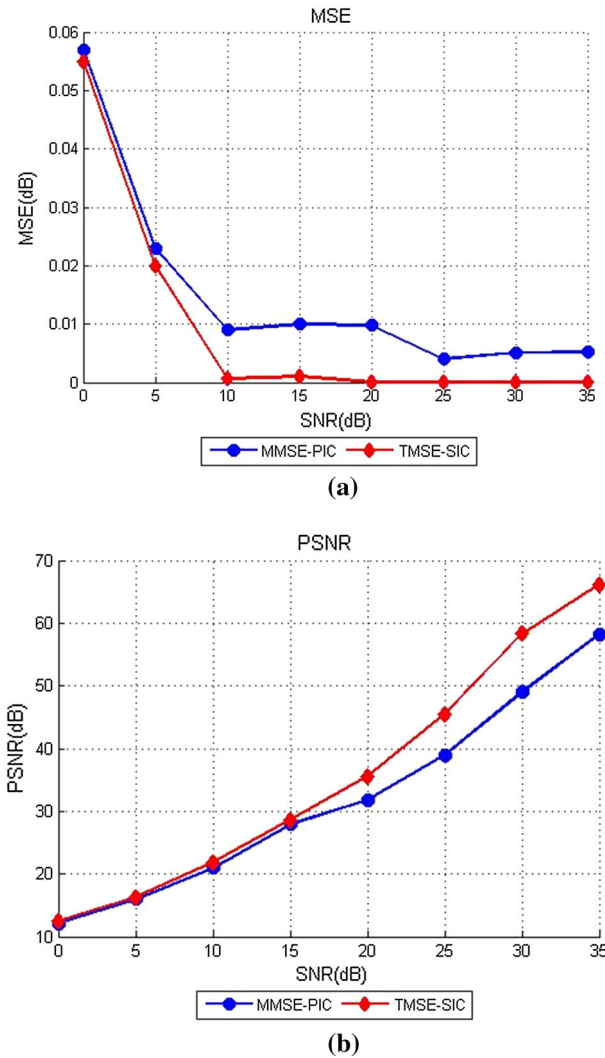 MSE
0.06
0.05
0.04
0.03
0.02
0.01
0
MSE(dB)
0 5 10 15 20 25 30 35
SNR(dB)
MMSE-PIC TMSE-SIC
(a)
PSNR
70
60
50
40
30
20
10
PSNR(dB)
0 5 10 15 20 25 30 35
SNR(dB)
MMSE-PIC TMSE-SIC
(b)